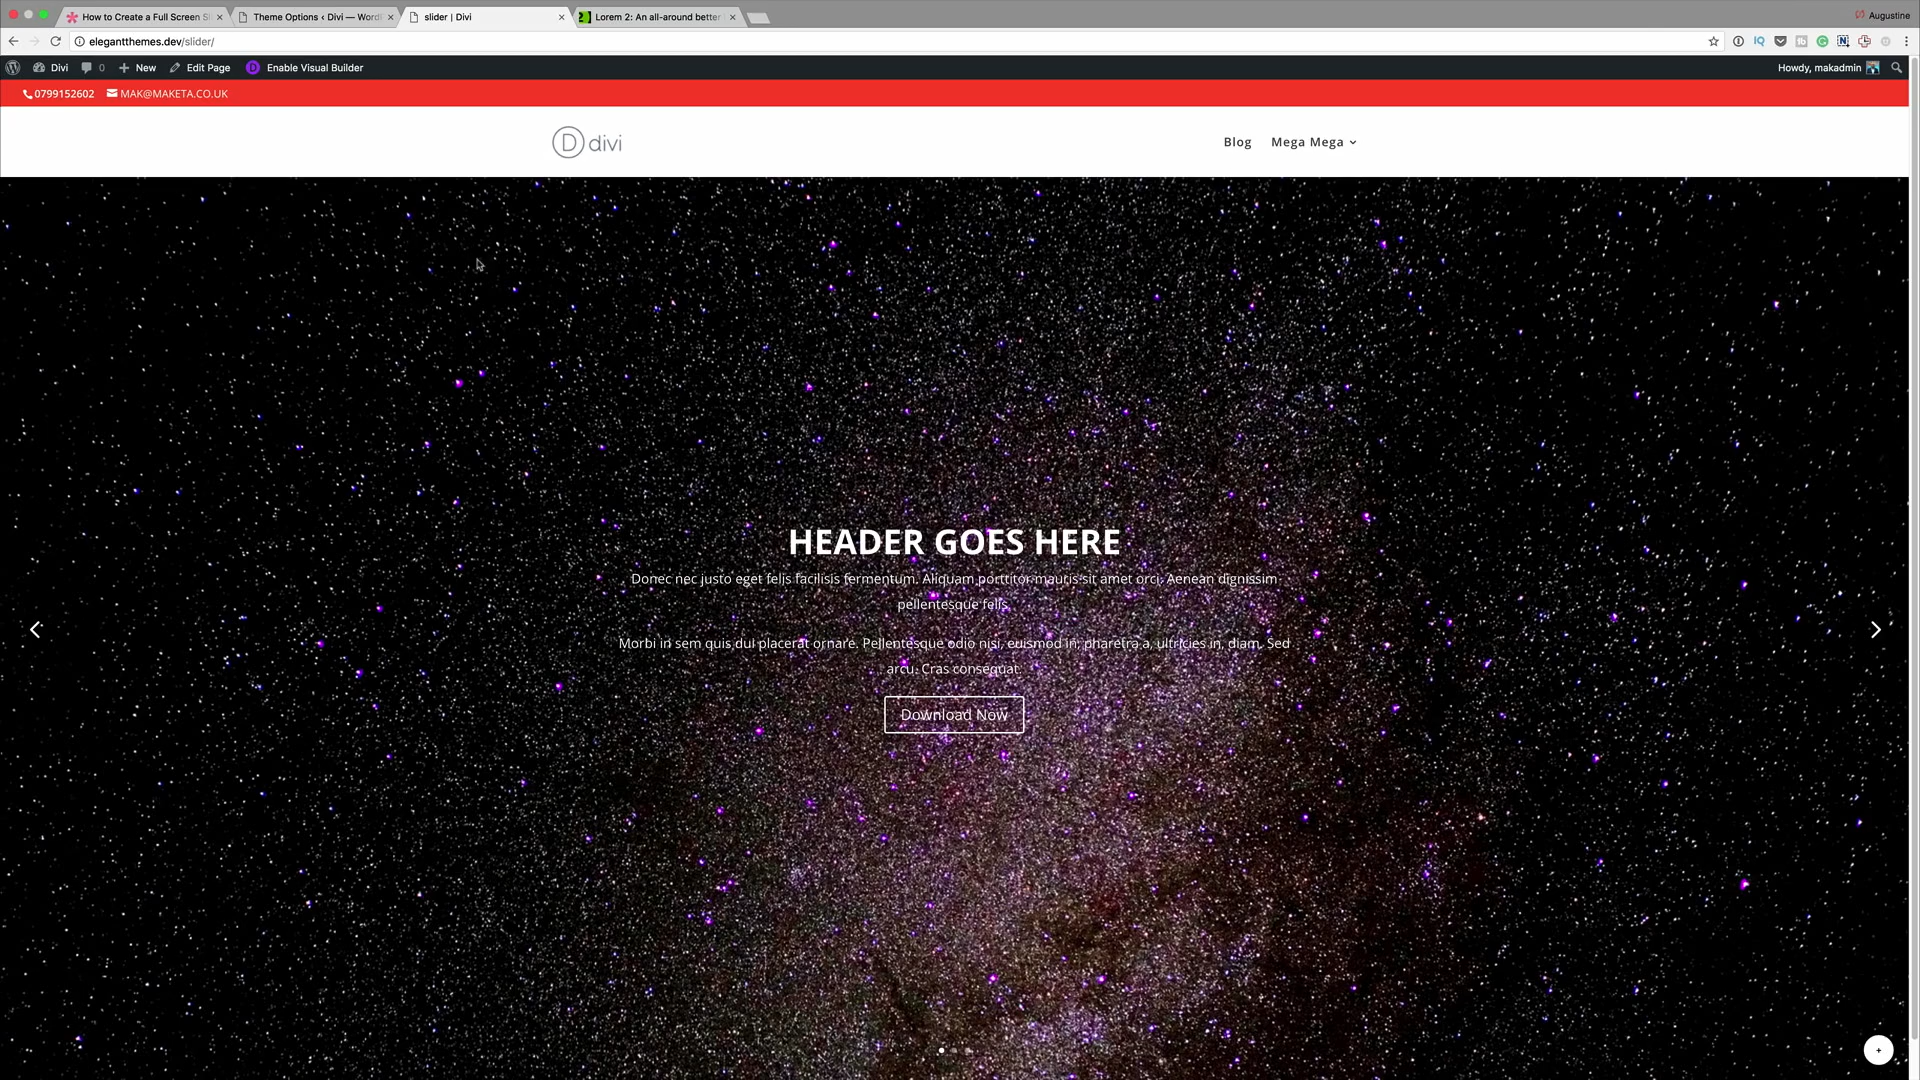 How to Create a Full Screen Sl
Theme Options ‹ Divi — WordP
slider | Divi
Lorem 2: An all-around better
Augustine
elegantthemes.dev/slider/
Divi
0
New
Edit Page
Enable Visual Builder
Howdy, makadmin
0799152602
MAK@MAKETA.CO.UK
D divi
Blog
Mega Mega
HEADER GOES HERE
Donec nec justo eget felis facilisis fermentum. Aliquam porttitor mauris sit amet orci. Aenean dignissim
pellentesque felis.
Morbi in sem quis dui placerat ornare. Pellentesque odio nisi, euismod in, pharetra a, ultricies in, diam. Sed
arcu. Cras consequat.
Download Now